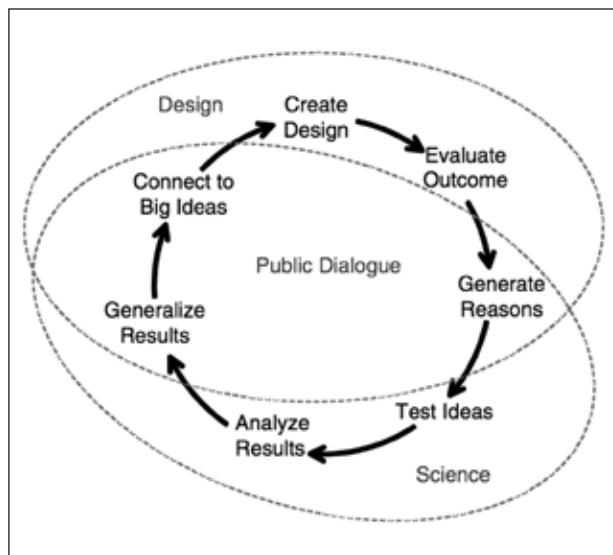 Design
Create
Design
Evaluate
Outcome
Connect to
Big Ideas
Public Dialogue
Generate
Reasons
Generalize
Results
Test Ideas
Analyze
Results
Science